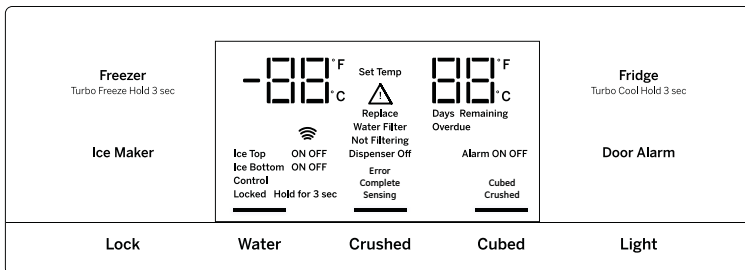 Freezer
Turbo Freeze Hold 3 sec
Ice Maker
-88 °F °C
Set Temp
88 °F °C
Replace
Water Filter
Not Filtering
Dispenser Off
Days Remaining
Overdue
Ice Top ON OFF
Ice Bottom ON OFF
Control
Locked Hold for 3 sec
Error
Complete
Sensing
Alarm ON OFF
Cubed
Crushed
Fridge
Turbo Cool Hold 3 sec
Door Alarm
Lock Water Crushed Cubed Light